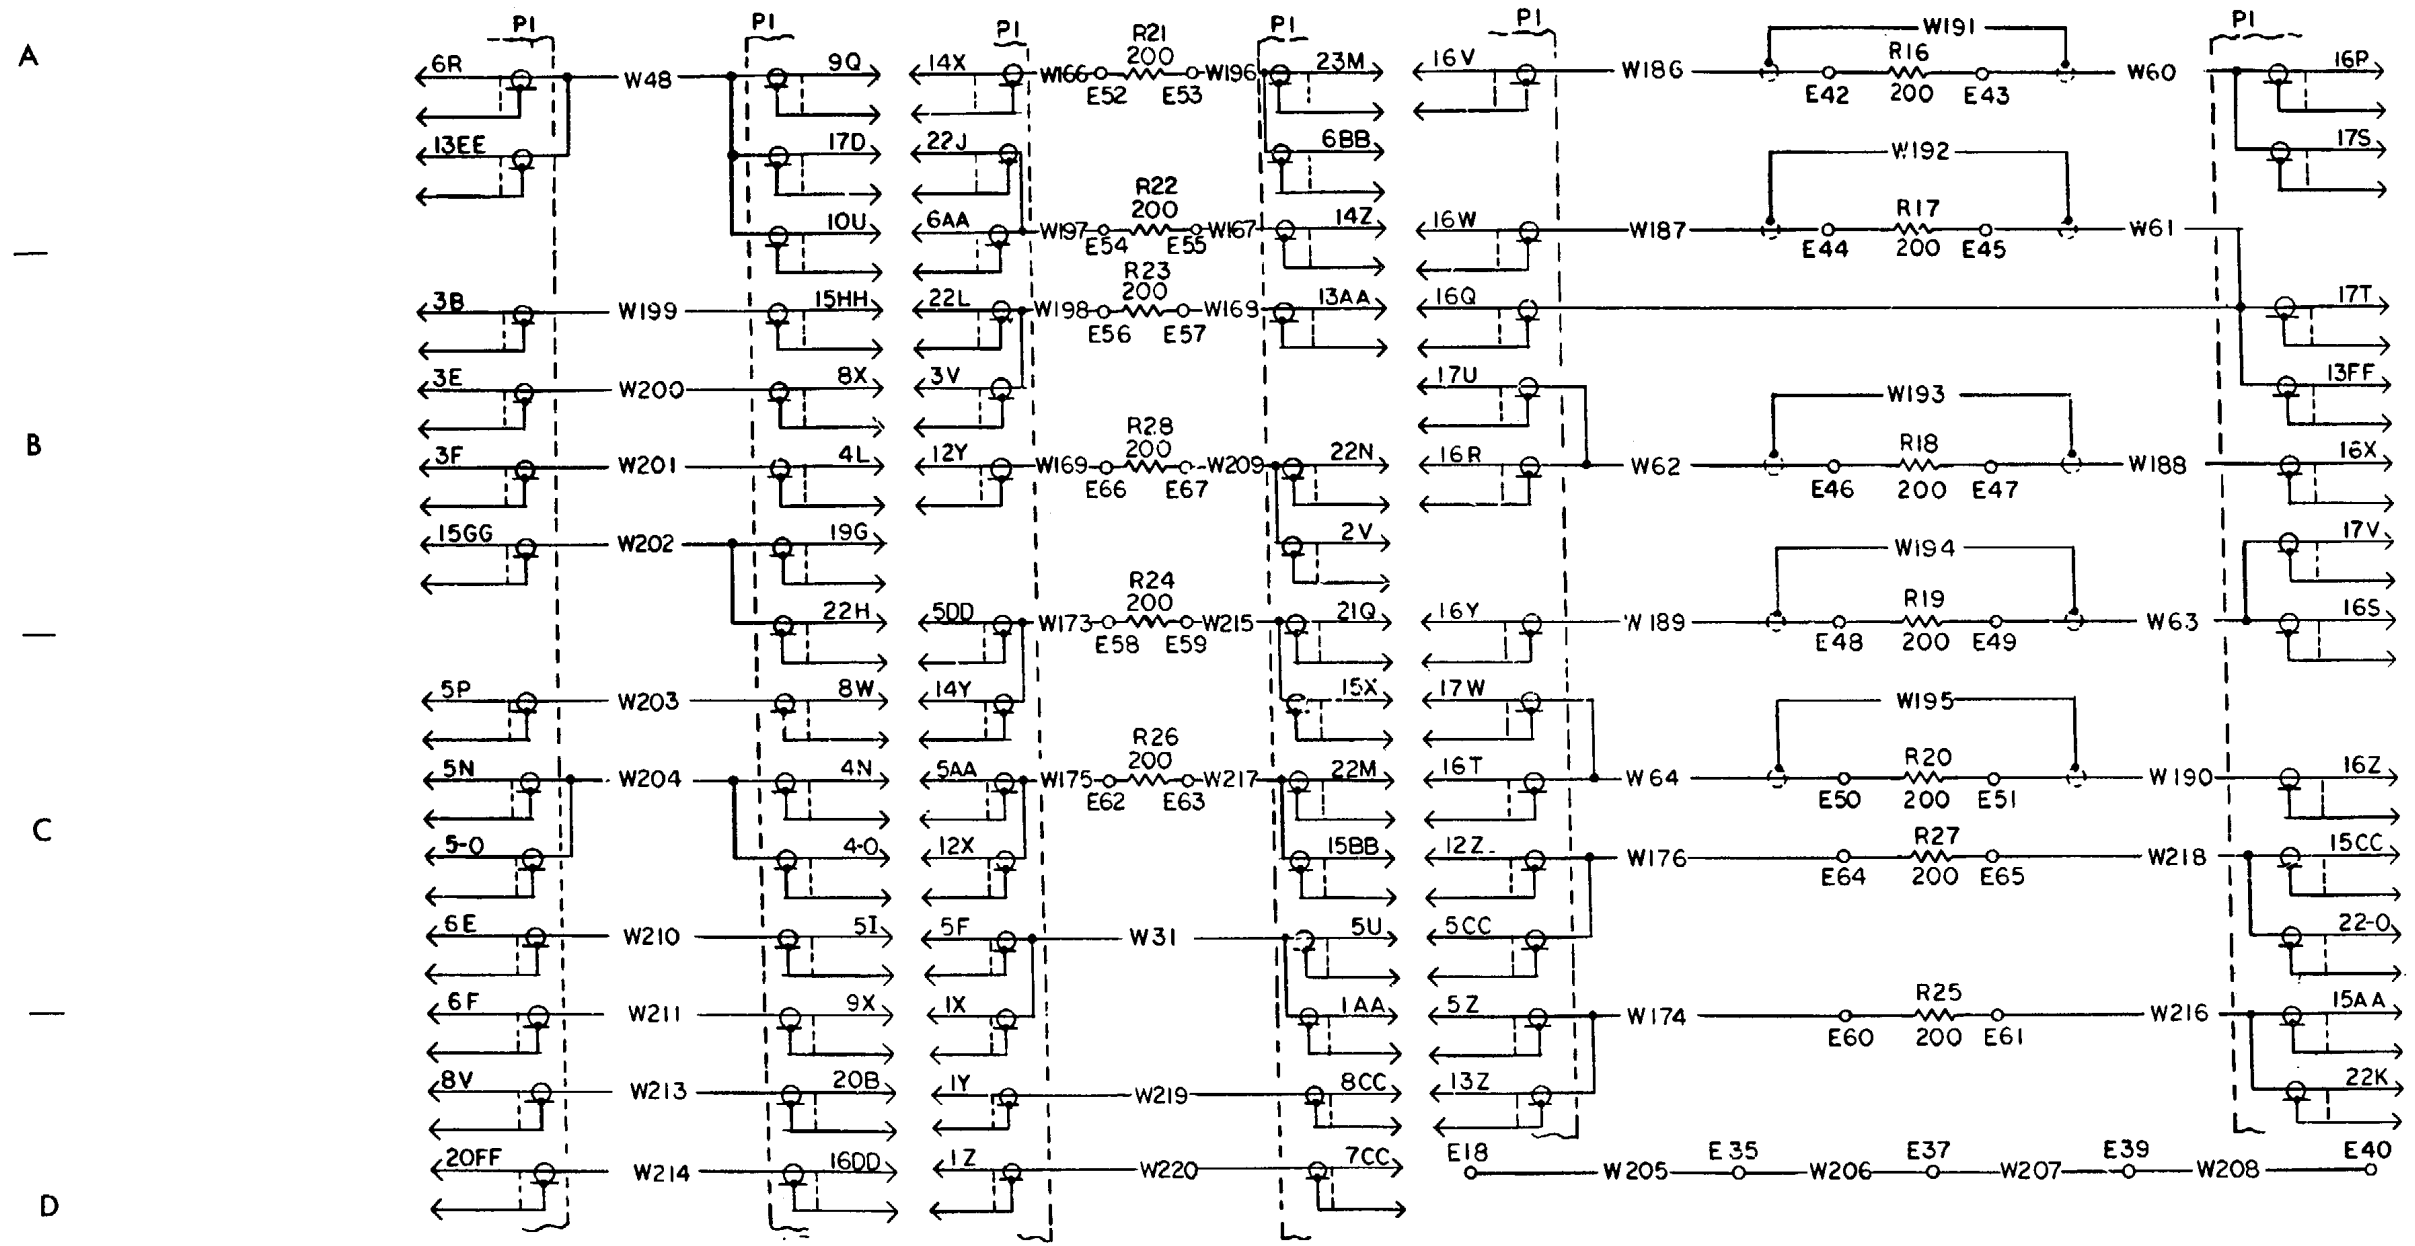 P1 P1 P1 P1 P1 P1
A
6R W48 9Q 14X W166 E52 R21 200 E53 W196 23M 16V W186 W191 E42 R16 200 E43 W60 16P
13EE 17D 22J 6BB W192 17S
10U 6AA W197 E54 R22 200 E55 W167 14Z 16W W187 E44 R17 200 E45 W61
3B W199 15HH 22L W198 E56 R23 200 E57 W168 13AA 16Q 17T
3E W200 8X 3V 17U W193 13FF
B
3F W201 4L 12Y W169 E66 R28 200 E67 W209 22N 16R W62 E46 R18 200 E47 W188 16X
15GG W202 19G 2V W194 17V
22H 5DD W173 E58 R24 200 E59 W215 21Q 16Y W189 E48 R19 200 E49 W63 16S
5P W203 8W 14Y 15X 17W W195
5N W204 4N 5AA W175 E62 R26 200 E63 W217 22M 16T W64 E50 R20 200 E51 W190 16Z
C
5-0 4-0 12X 15BB 12Z W176 E64 R27 200 E65 W218 15CC
6E W210 5I 5F W31 5U 5CC 22-0
6F W211 9X 1X 1AA 5Z W174 E60 R25 200 E61 W216 15AA
8V W213 20B 1Y W219 8CC 13Z 22K
20FF W214 16DD 1Z W220 7CC E18 W205 E35 W206 E37 W207 E39 W208 E40
D